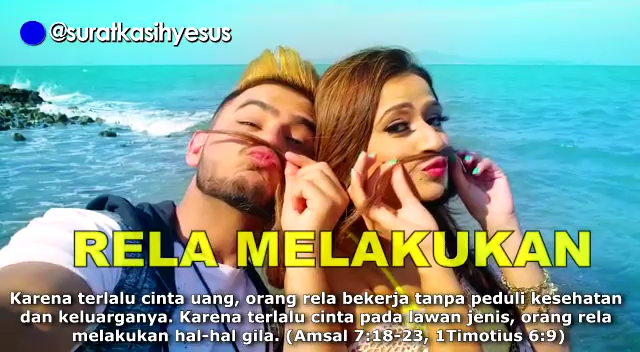 @suratkasihyesus
RELA MELAKUKAN
Karena terlalu cinta uang, orang rela bekerja tanpa peduli kesehatan
dan keluarganya. Karena terlalu cinta pada lawan jenis, orang rela
melakukan hal-hal gila. (Amsal 7:18-23, 1Timotius 6:9)